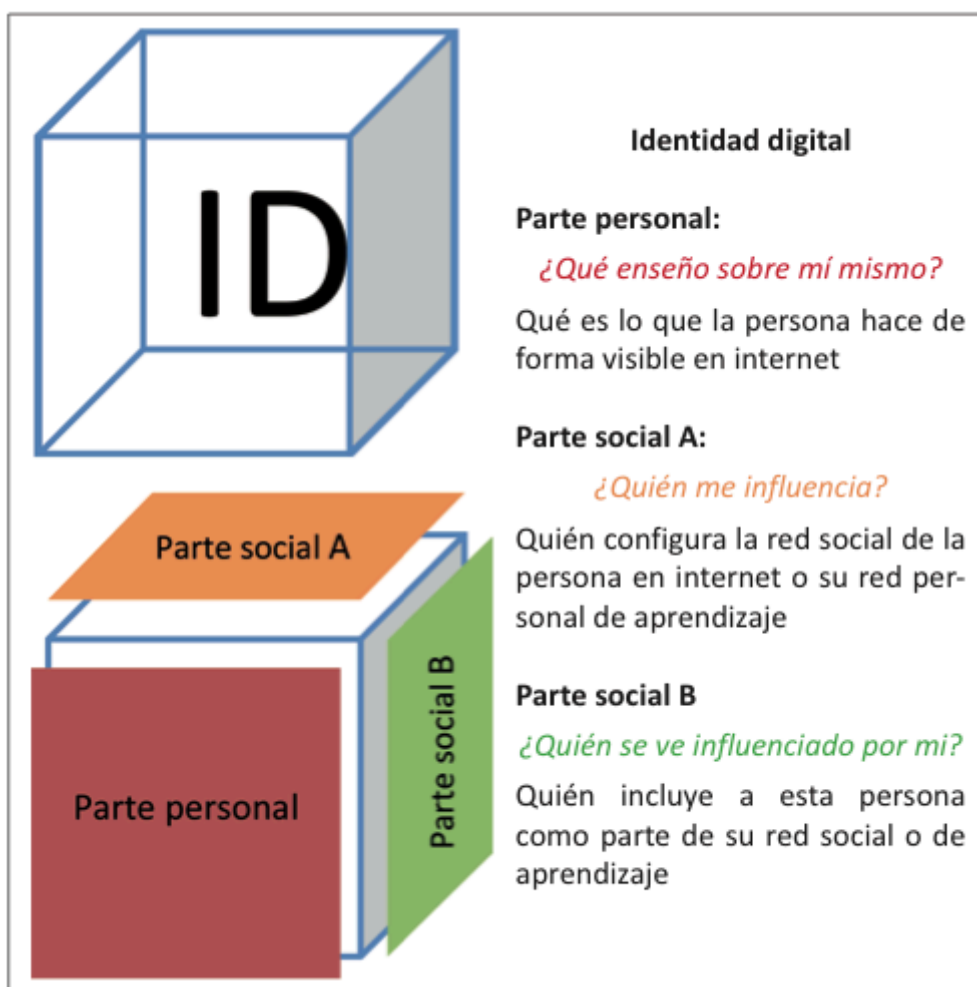 ID
Parte social A
Parte personal
Parte social B
Identidad digital
Parte personal:
¿Qué enseño sobre mí mismo?
Qué es lo que la persona hace de
forma visible en internet
Parte social A:
¿Quién me influencia?
Quién configura la red social de la
persona en internet o su red per-
sonal de aprendizaje
Parte social B
¿Quién se ve influenciado por mi?
Quién incluye a esta persona
como parte de su red social o de
aprendizaje